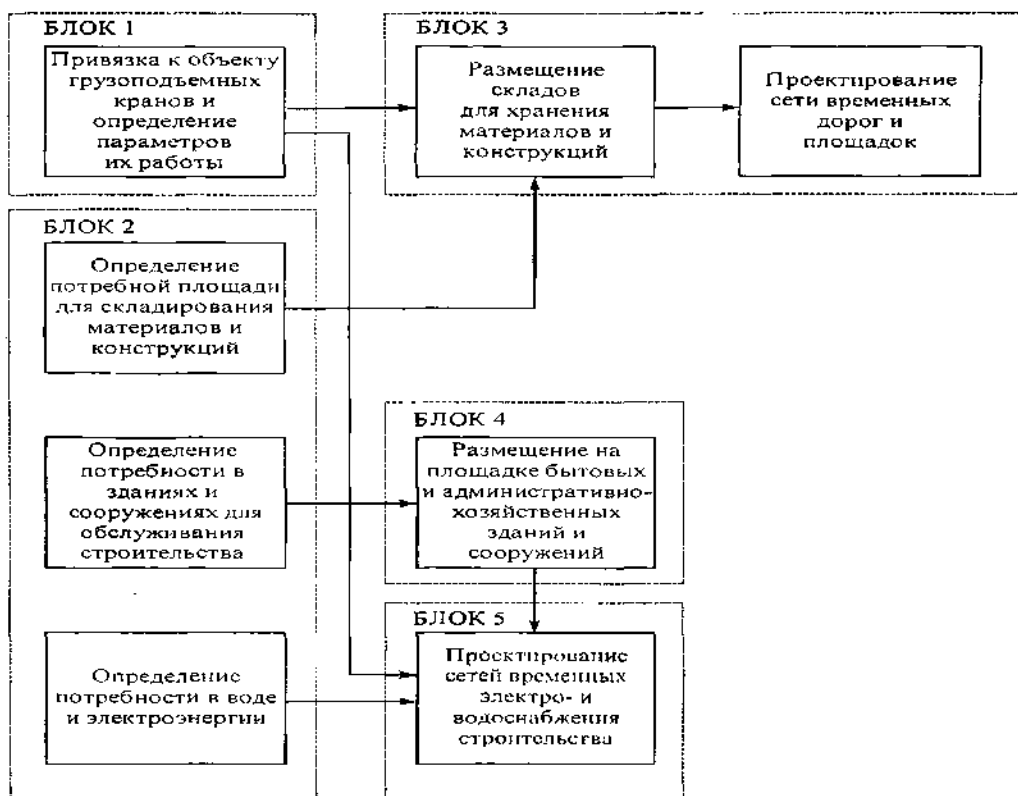 БЛОК 1
Привязка к объекту
грузоподъемных
кранов и
определение
параметров
их работы
БЛОК 3
Размещение
складов
для хранения
материалов и
конструкций
Проектирование
сети временных
дорог и
площадок
БЛОК 2
Определение
потребной площади
для складирования
материалов и
конструкций
Определение
потребности в
зданиях и
сооружениях для
обслуживания
строительства
БЛОК 4
Размещение на
площадке бытовых
и административно-
хозяйственных
зданий и
сооружений
Определение
потребности в воде
и электроэнергии
БЛОК 5
Проектирование
сетей временных
электро- и
водоснабжения
строительства